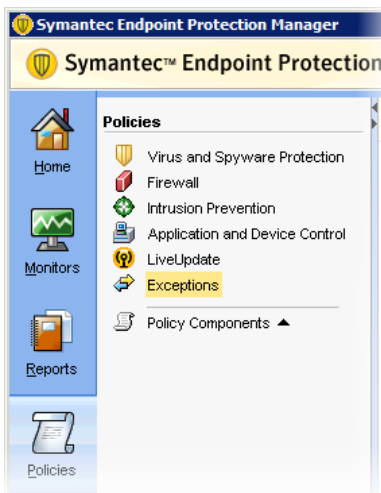 Symantec Endpoint Protection Manager
Symantec™ Endpoint Protection
Home
Monitors
Reports
Policies
Policies
Virus and Spyware Protection
Firewall
Intrusion Prevention
Application and Device Control
LiveUpdate
Exceptions
Policy Components